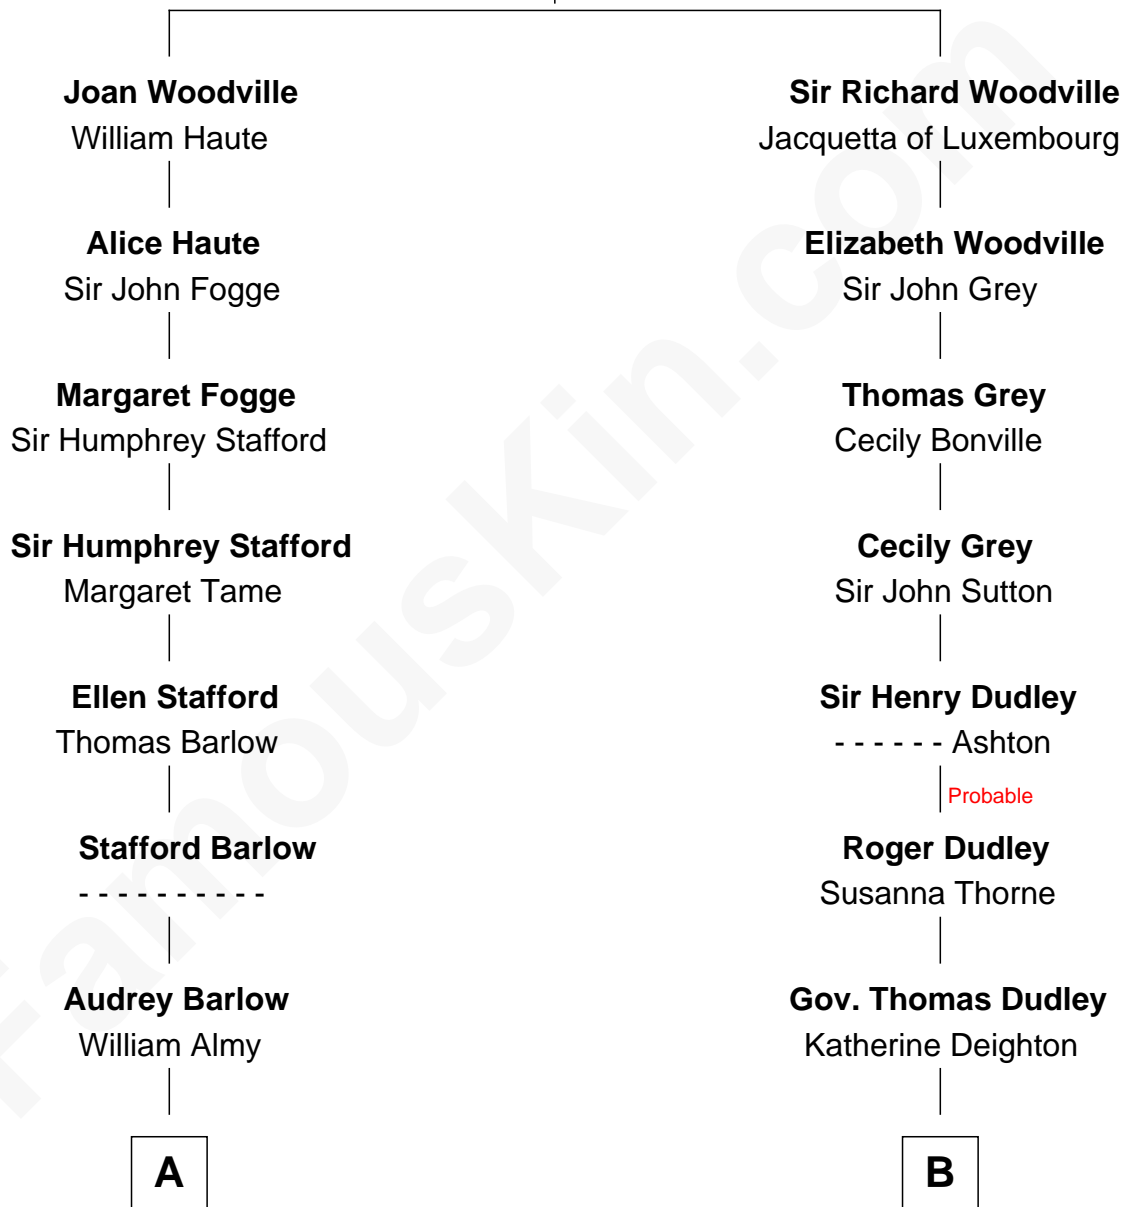 Joan Woodville
William Haute
Alice Haute
Sir John Fogge
Margaret Fogge
Sir Humphrey Stafford
Sir Humphrey Stafford
Margaret Tame
Ellen Stafford
Thomas Barlow
Stafford Barlow
- - - - - - - - - -
Audrey Barlow
William Almy
A
Sir Richard Woodville
Jacquetta of Luxembourg
Elizabeth Woodville
Sir John Grey
Thomas Grey
Cecily Bonville
Cecily Grey
Sir John Sutton
Sir Henry Dudley
- - - - - - Ashton
Probable
Roger Dudley
Susanna Thorne
Gov. Thomas Dudley
Katherine Deighton
B
FamousKin.com